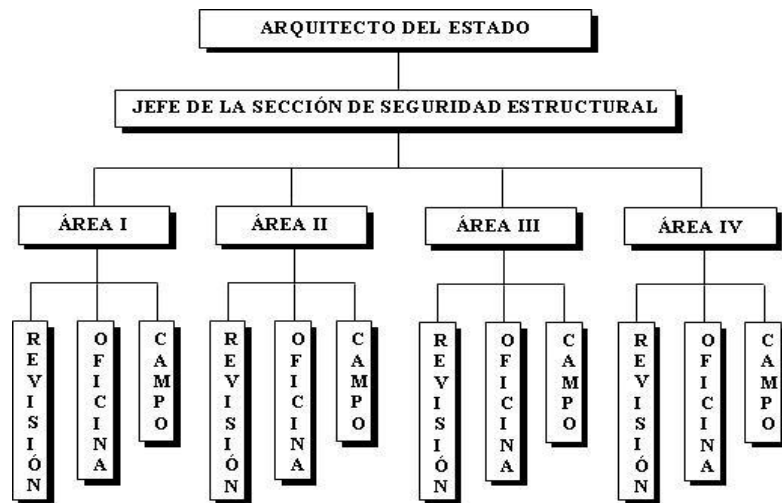 ARQUITECTO DEL ESTADO
JEFE DE LA SECCIÓN DE SEGURIDAD ESTRUCTURAL
ÁREA I
ÁREA II
ÁREA III
ÁREA IV
REVISIÓN
OFICINA
CAMPO
REVISIÓN
OFICINA
CAMPO
REVISIÓN
OFICINA
CAMPO
REVISIÓN
OFICINA
CAMPO